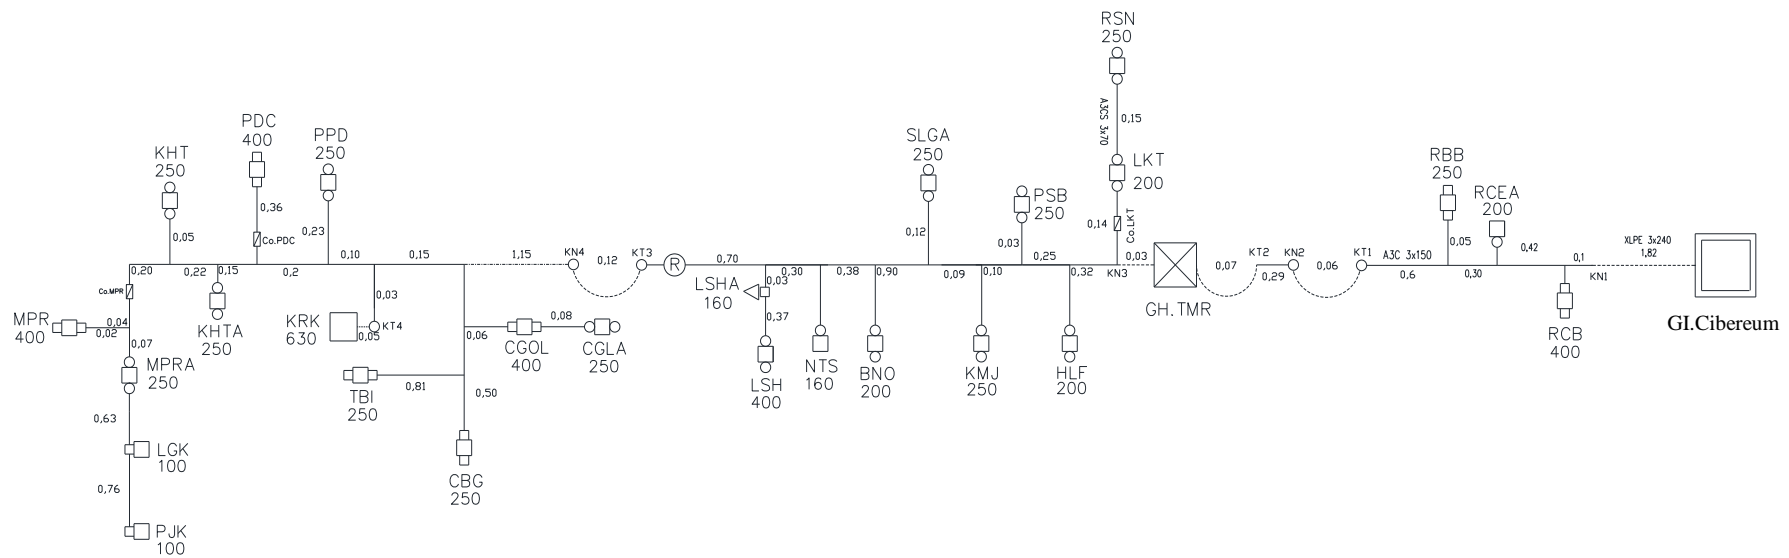 RSN
250
A3CS 3x70
0,15
LKT
200
0,14
Co.LKT
PDC
400
0,36
Co.PDC
PPD
250
0,23
KHT
250
0,05
SLGA
250
0,12
PSB
250
0,03
RBB
250
0,05
RCEA
200
0,20
0,22
0,15
0,2
0,10
0,15
1,15
KN4
0,12
KT3
R
0,70
0,30
0,38
0,90
0,09
0,10
0,25
0,32
KN3
0,03
GH.TMR
0,07
KT2
0,29
KN2
0,06
KT1
A3C 3x150
0,6
0,30
0,42
0,1
KN1
XLPE 3x240
1,82
GI.Cibereum
Co.MPR
MPR
400
0,04
0,02
0,07
MPRA
250
0,63
LGK
100
0,76
PJK
100
KHTA
250
0,03
KRK
630
0,05
KT4
TBI
250
0,81
0,06
CGOL
400
0,08
CGLA
250
0,50
CBG
250
LSHA
160
0,03
0,37
LSH
400
NTS
160
BNO
200
KMJ
250
HLF
200
RCB
400